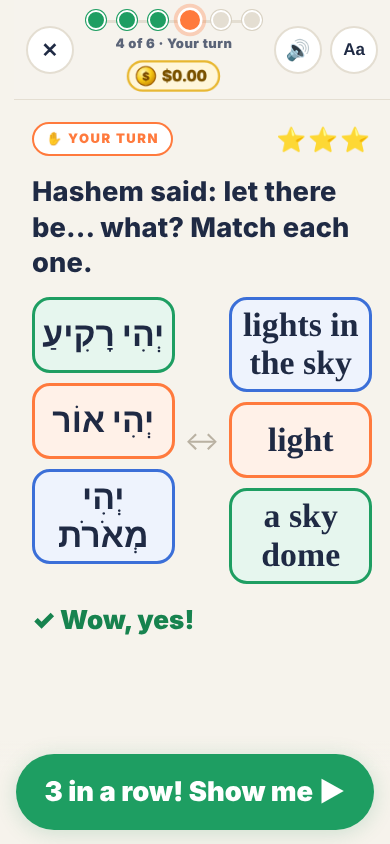 ✕
4 of 6 · Your turn
$ $0.00
🔊
Aa
✋ YOUR TURN
⭐⭐⭐
Hashem said: let there
be… what? Match each
one.
יְהִי רָקִיעַ
יְהִי אוֹר
יְהִי
מְאֹרֹת
↔
lights in
the sky
light
a sky
dome
✓ Wow, yes!
3 in a row! Show me ▶